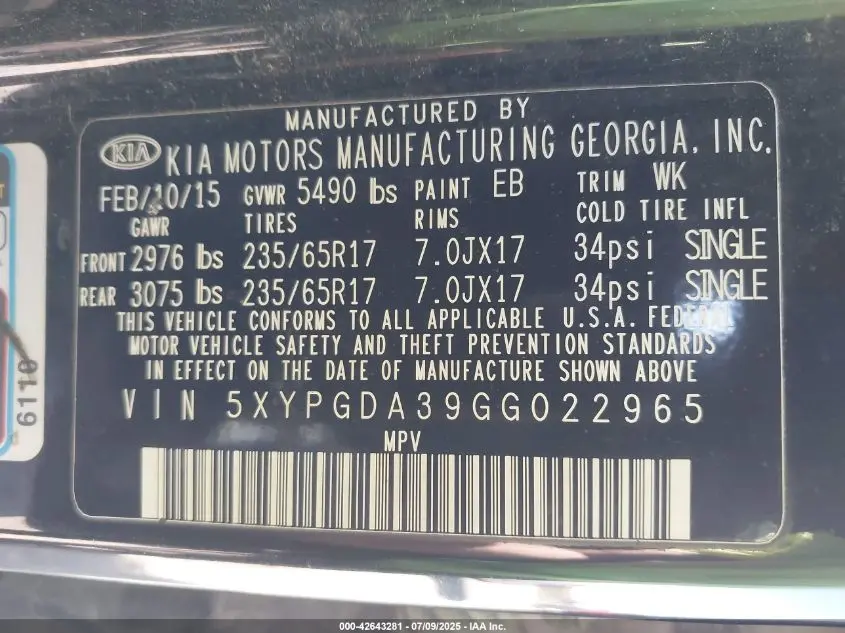 MANUFACTURED BY
KIA KIA MOTORS MANUFACTURING GEORGIA, INC.
FEB/10/15 GVWR 5490 lbs PAINT EB TRIM WK
GAWR TIRES RIMS COLD TIRE INFL
FRONT 2976 lbs 235/65R17 7.0JX17 34psi SINGLE
REAR 3075 lbs 235/65R17 7.0JX17 34psi SINGLE
THIS VEHICLE CONFORMS TO ALL APPLICABLE U.S.A. FEDERAL
MOTOR VEHICLE SAFETY AND THEFT PREVENTION STANDARDS
IN EFFECT ON THE DATE OF MANUFACTURE SHOWN ABOVE
VIN 5XYPGDA39GG022965
MPV
6110
000-42643281 - 07/09/2025 - IAA Inc.